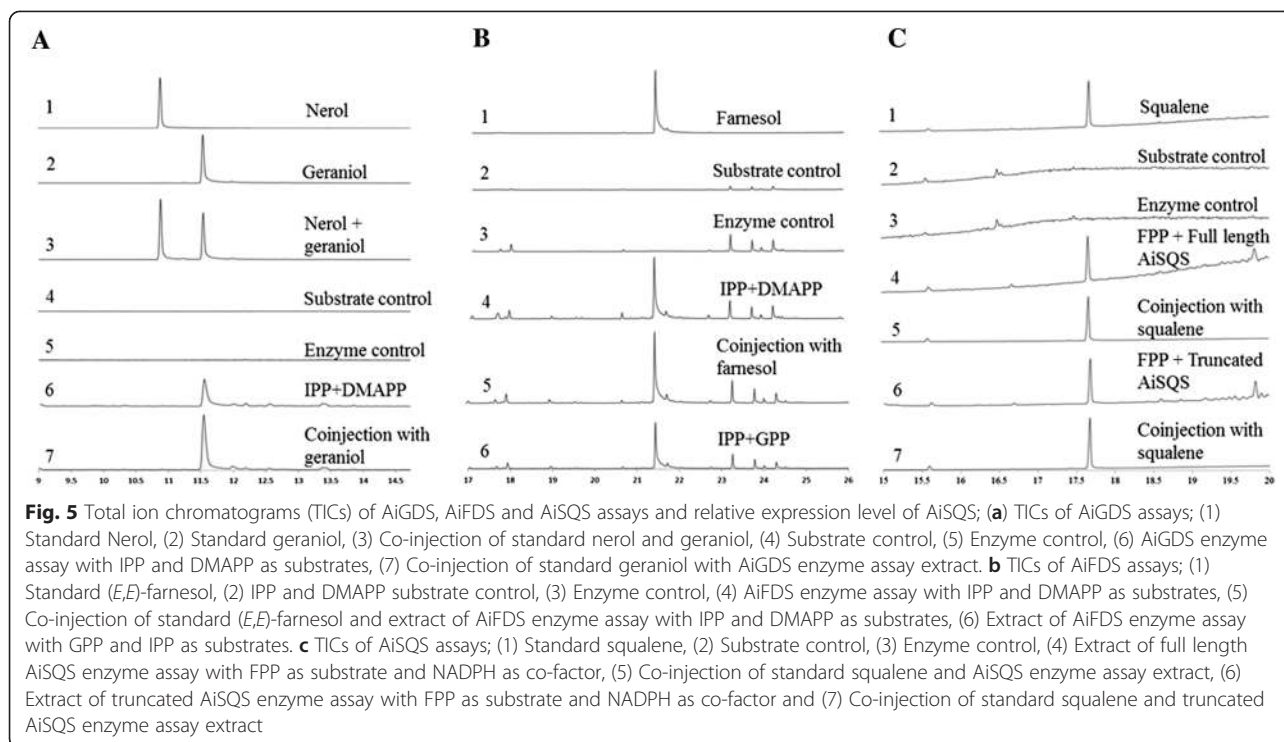 A
1
Nerol
2
Geraniol
3
Nerol +
geraniol
4
Substrate control
5
Enzyme control
6
IPP+DMAPP
7
Coinjection with
geraniol
9 9.5 10 10.5 11 11.5 12 12.5 13 13.5 14 14.5
B
1
Farnesol
2
Substrate control
3
Enzyme control
4
IPP+DMAPP
5
Coinjection with
farnesol
6
IPP+GPP
17 18 19 20 21 22 23 24 25 26
C
1
Squalene
2
Substrate control
3
Enzyme control
4
FPP + Full length
AiSQS
5
Coinjection with
squalene
6
FPP + Truncated
AiSQS
7
Coinjection with
squalene
15 15.5 16 16.5 17 17.5 18 18.5 19 19.5 20
Fig. 5 Total ion chromatograms (TICs) of AiGDS, AiFDS and AiSQS assays and relative expression level of AiSQS; (a) TICs of AiGDS assays; (1)
Standard Nerol, (2) Standard geraniol, (3) Co-injection of standard nerol and geraniol, (4) Substrate control, (5) Enzyme control, (6) AiGDS enzyme
assay with IPP and DMAPP as substrates, (7) Co-injection of standard geraniol with AiGDS enzyme assay extract. b TICs of AiFDS assays; (1)
Standard (E,E)-farnesol, (2) IPP and DMAPP substrate control, (3) Enzyme control, (4) AiFDS enzyme assay with IPP and DMAPP as substrates, (5)
Co-injection of standard (E,E)-farnesol and extract of AiFDS enzyme assay with IPP and DMAPP as substrates, (6) Extract of AiFDS enzyme assay
with GPP and IPP as substrates. c TICs of AiSQS assays; (1) Standard squalene, (2) Substrate control, (3) Enzyme control, (4) Extract of full length
AiSQS enzyme assay with FPP as substrate and NADPH as co-factor, (5) Co-injection of standard squalene and AiSQS enzyme assay extract, (6)
Extract of truncated AiSQS enzyme assay with FPP as substrate and NADPH as co-factor and (7) Co-injection of standard squalene and truncated
AiSQS enzyme assay extract